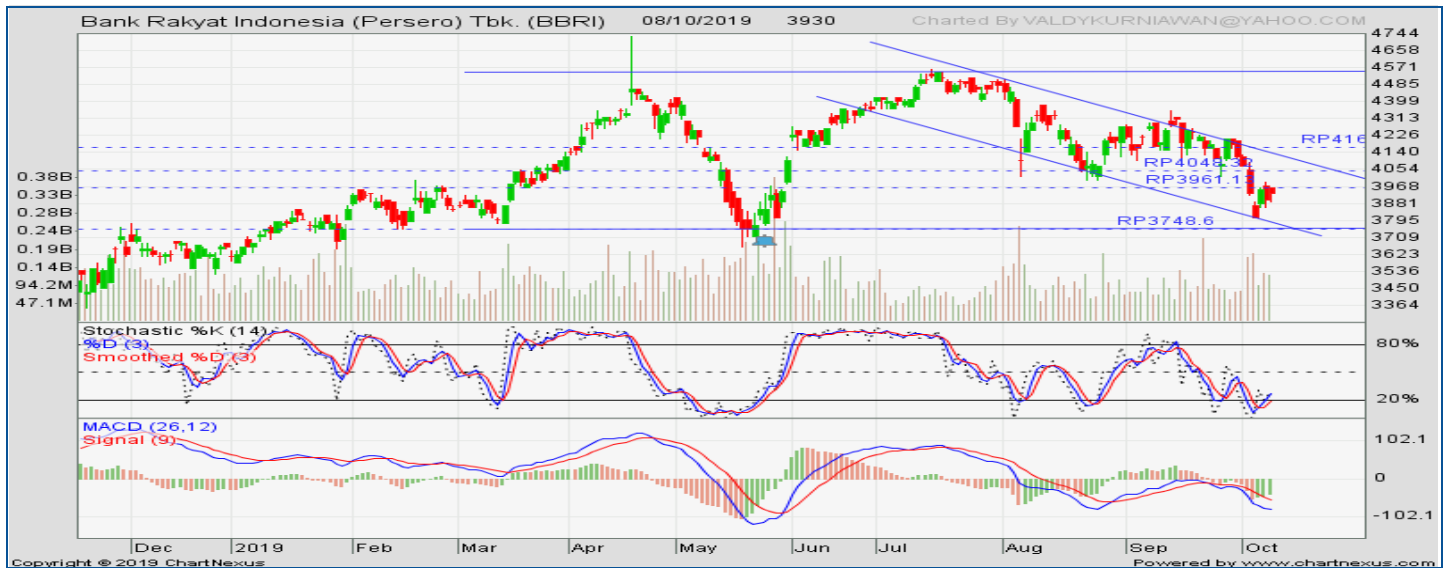 Bank Rakyat Indonesia (Persero) Tbk. (BBRI) 08/10/2019 3930 Charted By VALDYKURNIAWAN@YAHOO.COM
4744
4658
4571
4485
4399
4313
4226
4140
4054
3968
3881
3795
3709
3623
3536
3450
3364
RP416
RP4048.32
RP3961.13
RP3748.6
0.38B
0.33B
0.28B
0.24B
0.19B
0.14B
94.2M
47.1M
Stochastic %K (14)
%D (3)
Smoothed %D (3)
80%
20%
MACD (26,12)
Signal (9)
102.1
0
-102.1
Dec 2019 Feb Mar Apr May Jun Jul Aug Sep Oct
Copyright © 2019 ChartNexus Powered by www.chartnexus.com